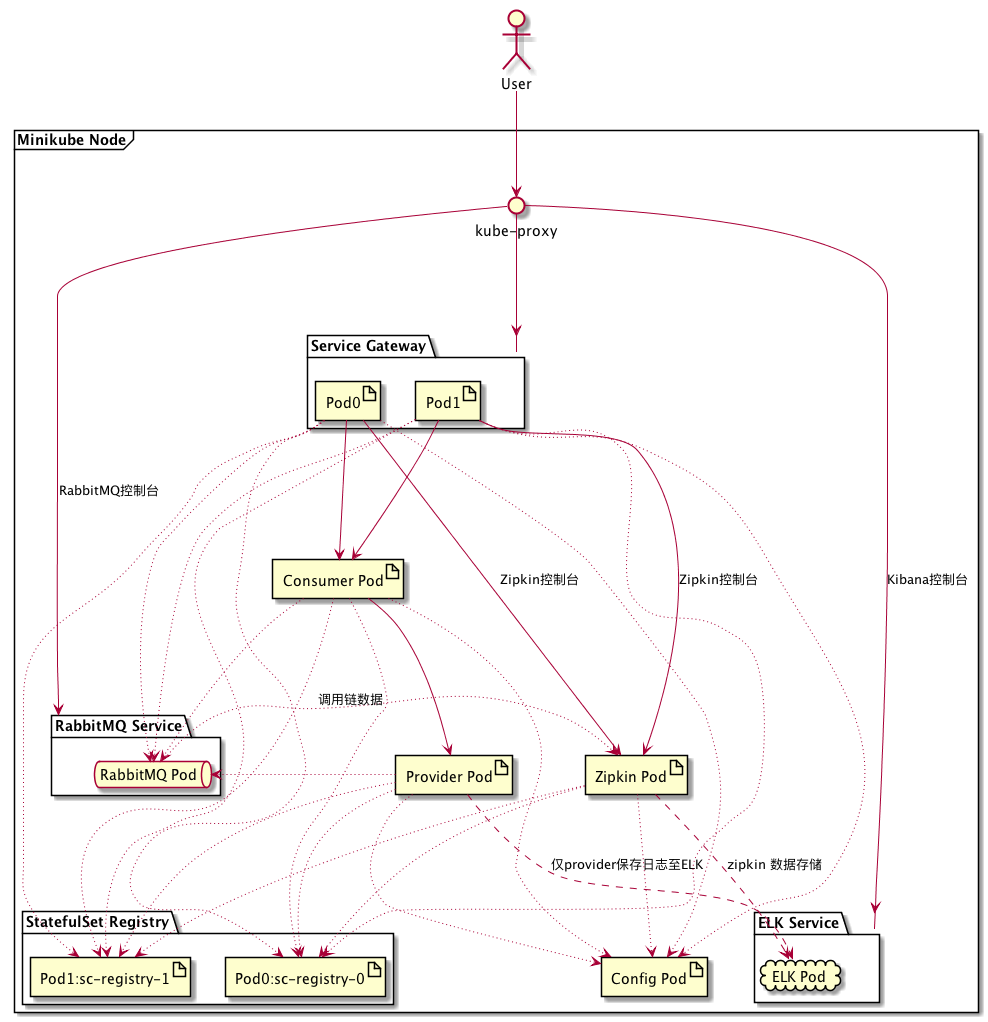 User
Minikube Node
kube-proxy
Service Gateway
Pod0
Pod1
RabbitMQ控制台
Consumer Pod
Zipkin控制台
Zipkin控制台
Kibana控制台
调用链数据
RabbitMQ Service
RabbitMQ Pod
Provider Pod
Zipkin Pod
仅provider保存日志至ELK
zipkin 数据存储
StatefulSet Registry
ELK Service
Pod1:sc-registry-1
Pod0:sc-registry-0
Config Pod
ELK Pod